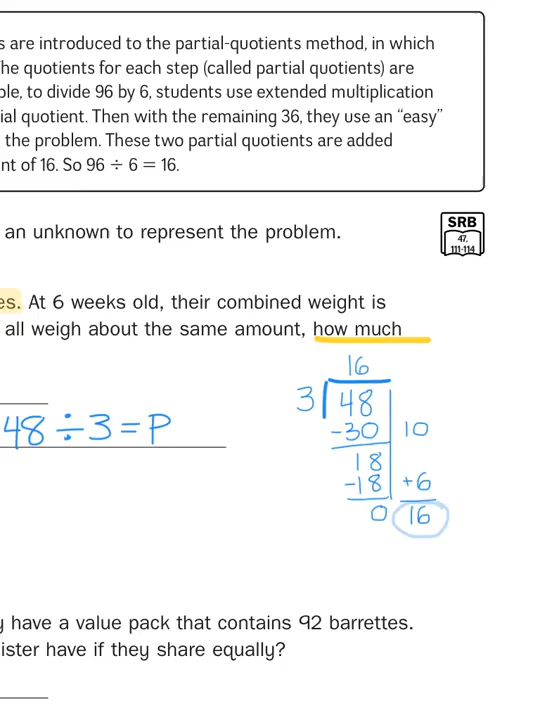 s are introduced to the partial-quotients method, in which
he quotients for each step (called partial quotients) are
ple, to divide 96 by 6, students use extended multiplication
ial quotient. Then with the remaining 36, they use an “easy”
the problem. These two partial quotients are added
nt of 16. So 96 ÷ 6 = 16.
an unknown to represent the problem.
SRB
47,
111-114
es. At 6 weeks old, their combined weight is
all weigh about the same amount, how much
16
3 48
-30 10
48 ÷ 3 = P
18
-18 +6
0 16
y have a value pack that contains 92 barrettes.
ister have if they share equally?